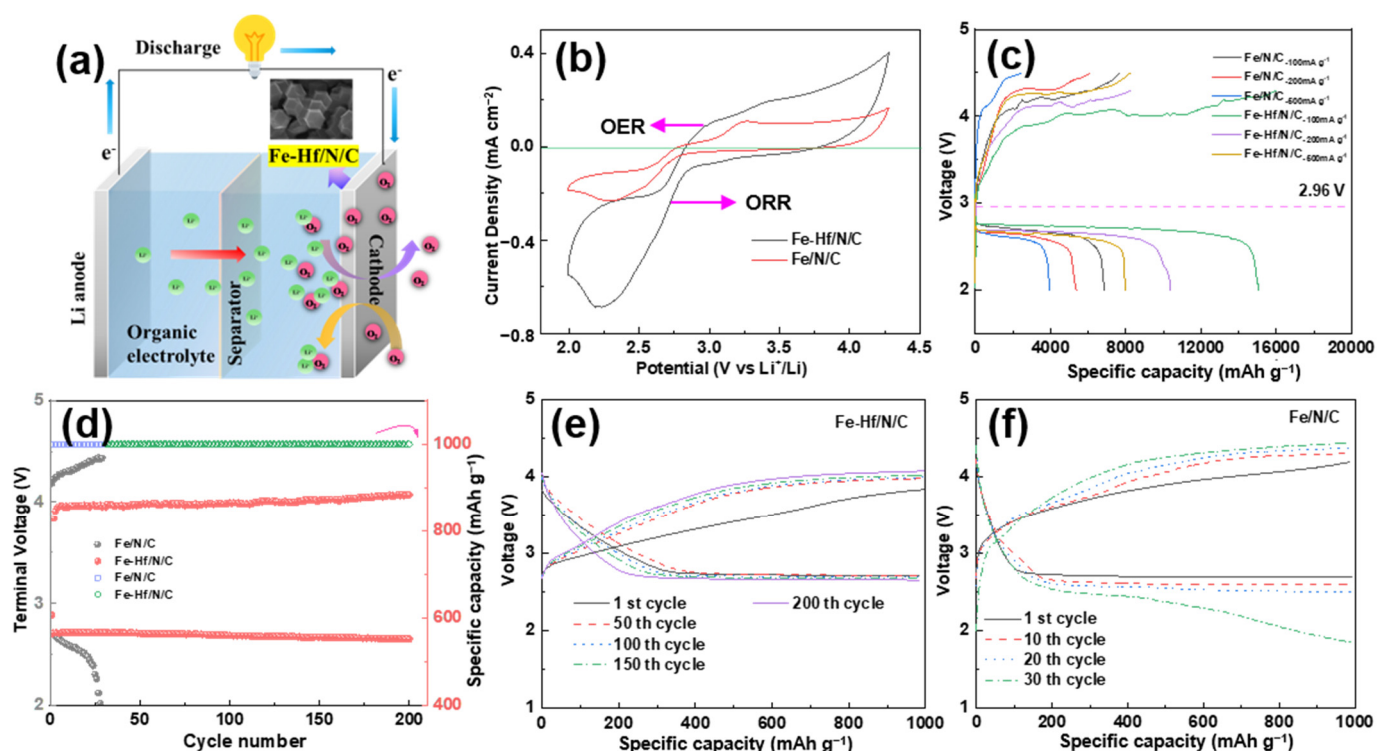 (a)
Discharge
e-
e-
Fe-Hf/N/C
Li anode
Organic
electrolyte
Separator
Cathode
Li+
O2
(b)
Current Density (mA cm−2)
0.4
0.0
−0.4
−0.8
OER
ORR
Fe-Hf/N/C
Fe/N/C
2.0 2.5 3.0 3.5 4.0 4.5
Potential (V vs Li+/Li)
(c)
Voltage (V)
5
4
3
2
Fe/N/C-100mA g-1
Fe/N/C-200mA g-1
Fe/N/C-500mA g-1
Fe-Hf/N/C-100mA g-1
Fe-Hf/N/C-200mA g-1
Fe-Hf/N/C-500mA g-1
2.96 V
0 4000 8000 12000 16000 20000
Specific capacity (mAh g−1)
(d)
Terminal Voltage (V)
5
4
3
2
Fe/N/C
Fe-Hf/N/C
Fe/N/C
Fe-Hf/N/C
1000
800
600
400
Specific capacity (mAh g−1)
0 50 100 150 200
Cycle number
(e)
Fe-Hf/N/C
Voltage (V)
5
4
3
2
1
1 st cycle
50 th cycle
100 th cycle
150 th cycle
200 th cycle
0 200 400 600 800 1000
Specific capacity (mAh g−1)
(f)
Fe/N/C
Voltage (V)
5
4
3
2
1
1 st cycle
10 th cycle
20 th cycle
30 th cycle
0 200 400 600 800 1000
Specific capacity (mAh g−1)